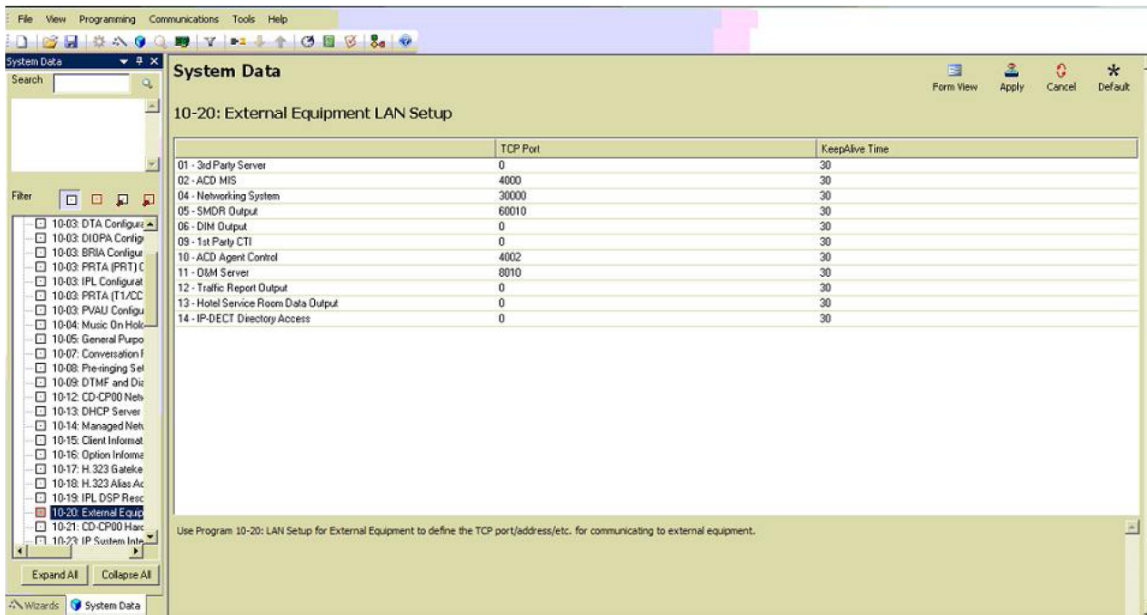 File View Programming Communications Tools Help
System Data
Search
Filter
10-03: DTA Configura
10-03: DIOPA Config
10-03: BRIA Configur
10-03: PRTA (PRT) C
10-03: IPL Configurat
10-03: PRTA (T1/CC
10-03: PVAU Configu
10-04: Music On Hold
10-05: General Purpo
10-07: Conversation F
10-08: Pre-ringing Set
10-09: DTMF and Dia
10-12: CD-CP00 Netw
10-13: DHCP Server
10-14: Managed Netw
10-15: Client Informat
10-16: Option Informa
10-17: H.323 Gateke
10-18: H.323 Alias Ad
10-19: IPL DSP Reso
10-20: External Equip
10-21: CD-CP00 Hard
10-23: IP System Inte
Expand All Collapse All
Wizards System Data
System Data
Form View Apply Cancel Default
10-20: External Equipment LAN Setup
TCP Port KeepAlive Time
01 - 3rd Party Server 0 30
02 - ACD MIS 4000 30
04 - Networking System 30000 30
05 - SMDR Output 60010 30
06 - DIM Output 0 30
09 - 1st Party CTI 0 30
10 - ACD Agent Control 4002 30
11 - O&M Server 8010 30
12 - Traffic Report Output 0 30
13 - Hotel Service Room Data Output 0 30
14 - IP-DECT Directory Access 0 30
Use Program 10-20: LAN Setup for External Equipment to define the TCP port/address/etc. for communicating to external equipment.